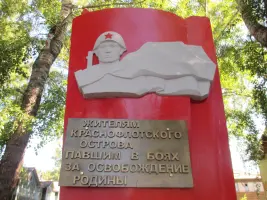 ЖИТЕЛЯМ
КРАСНОФЛОТСКОГО
ОСТРОВА,
ПАВШИМ В БОЯХ
ЗА ОСВОБОЖДЕНИЕ
РОДИНЫ